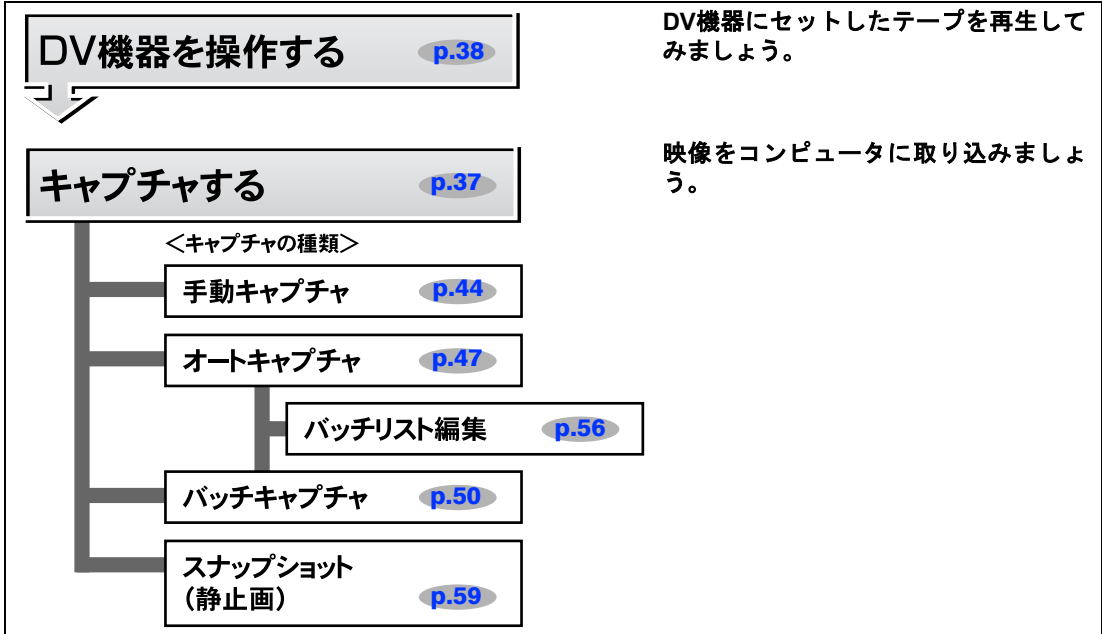 DV機器を操作する p.38
DV機器にセットしたテープを再生して
みましょう。
キャプチャする p.37
映像をコンピュータに取り込みましょ
う。
＜キャプチャの種類＞
手動キャプチャ p.44
オートキャプチャ p.47
バッチリスト編集 p.56
バッチキャプチャ p.50
スナップショット
（静止画） p.59